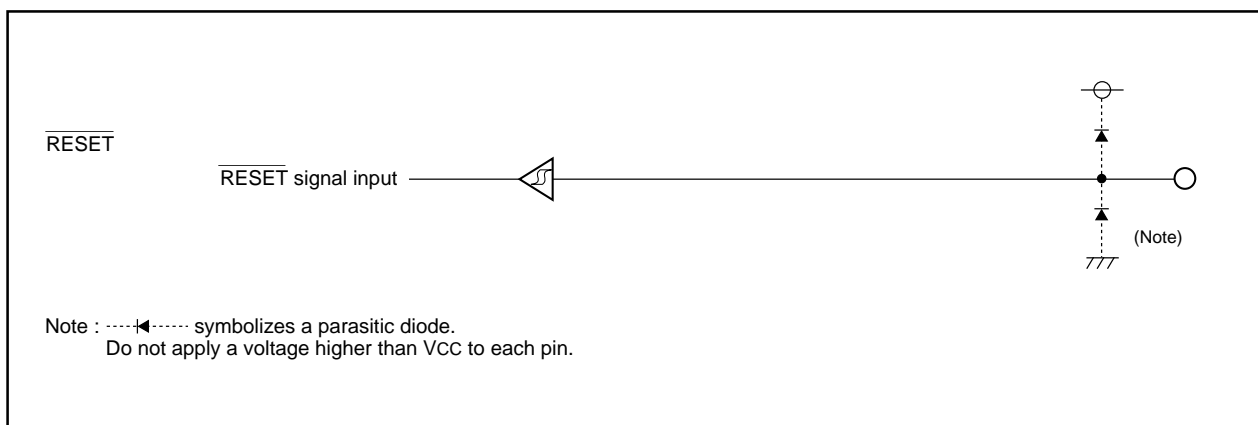 RESET
RESET signal input
(Note)
Note : symbolizes a parasitic diode.
Do not apply a voltage higher than VCC to each pin.